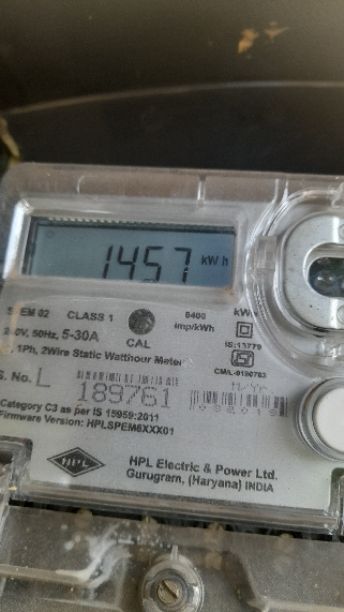 1457 kWh
CLASS 1 6400 kWh
imp/kWh
50Hz, 5-30A CAL IS:13779
1Ph, 2Wire Static Watthour Meter
S. No. L 189761 M/Yr
Category C3 as per IS 15959:2011
Firmware Version: HPLSPEM6XXX01
HPL HPL Electric & Power Ltd.
Gurugram, (Haryana) INDIA